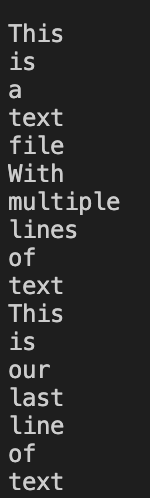 This
is
a
text
file
With
multiple
lines
of
text
This
is
our
last
line
of
text